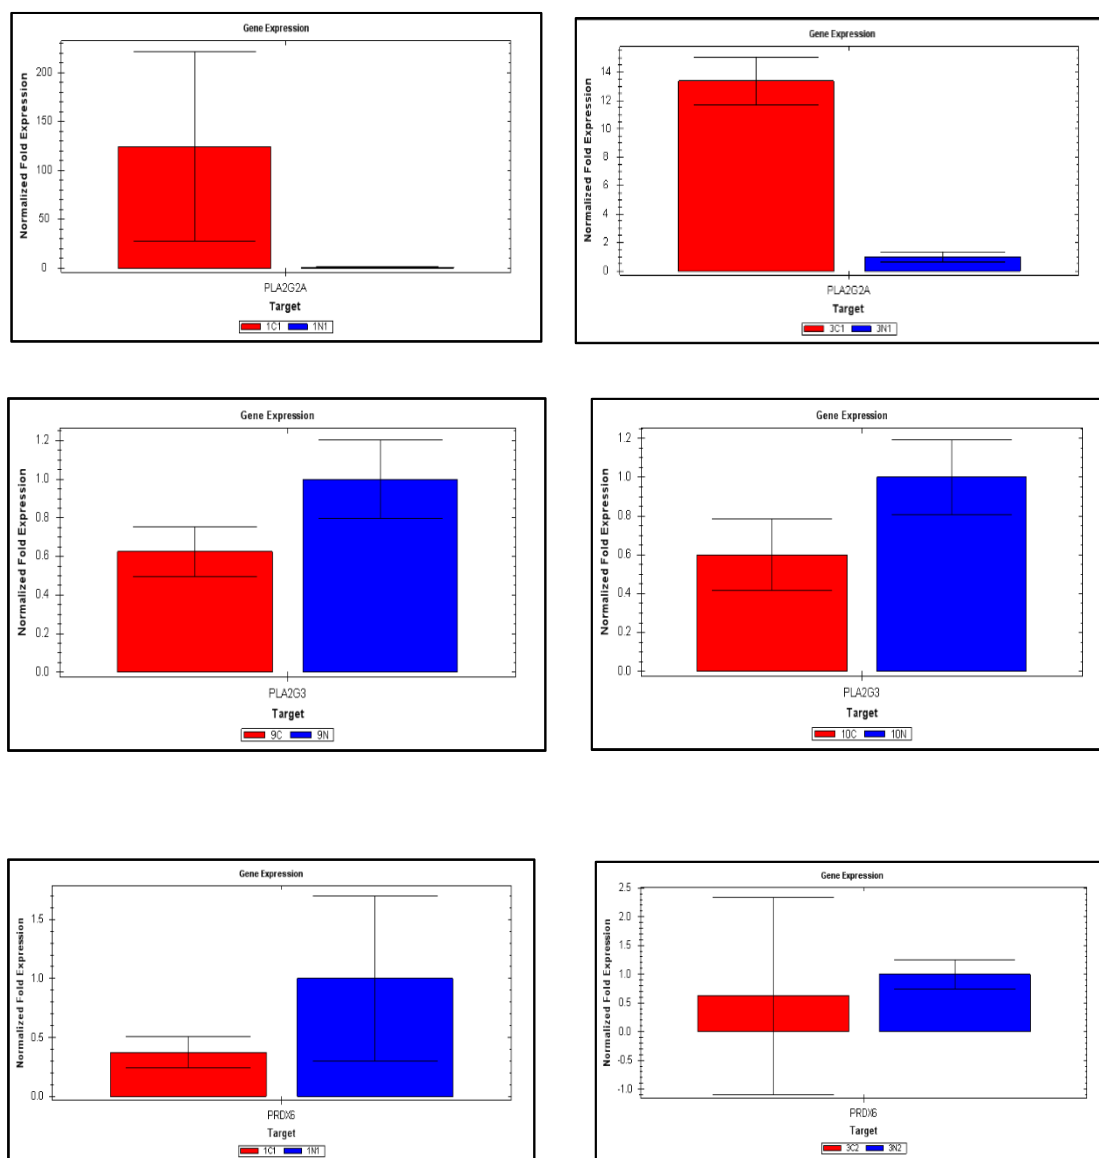 Gene Expression
Normalized Fold Expression
200
150
100
50
0
PLA2G2A
Target
1C1 1N1
Gene Expression
Normalized Fold Expression
14
12
10
8
6
4
2
0
PLA2G2A
Target
3C1 3N1
Gene Expression
Normalized Fold Expression
1.2
1.0
0.8
0.6
0.4
0.2
0.0
PLA2G3
Target
9C 9N
Gene Expression
Normalized Fold Expression
1.2
1.0
0.8
0.6
0.4
0.2
0.0
PLA2G3
Target
10C 10N
Gene Expression
Normalized Fold Expression
1.5
1.0
0.5
0.0
PRDX6
Target
1C1 1N1
Gene Expression
Normalized Fold Expression
2.5
2.0
1.5
1.0
0.5
0.0
-0.5
-1.0
PRDX6
Target
3C2 3N2